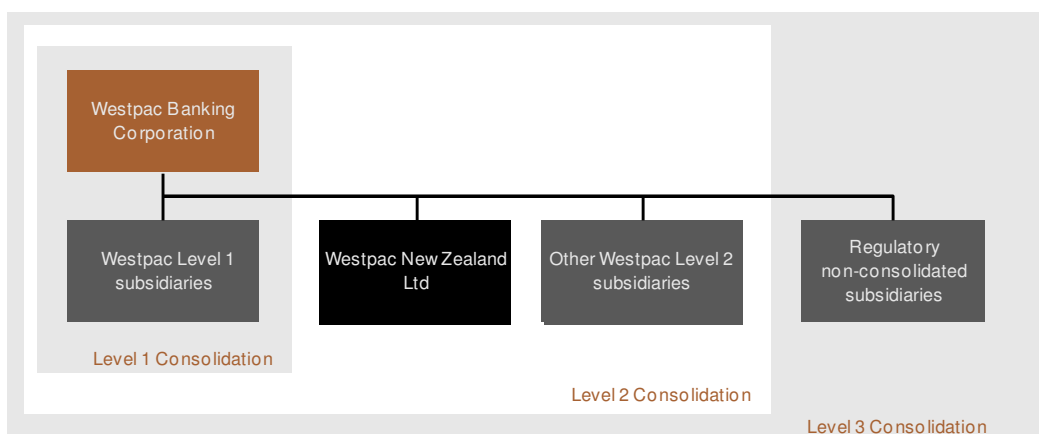 Westpac Banking
Corporation
Westpac Level 1
subsidiaries
Westpac New Zealand
Ltd
Other Westpac Level 2
subsidiaries
Regulatory
non-consolidated
subsidiaries
Level 1 Consolidation
Level 2 Consolidation
Level 3 Consolidation